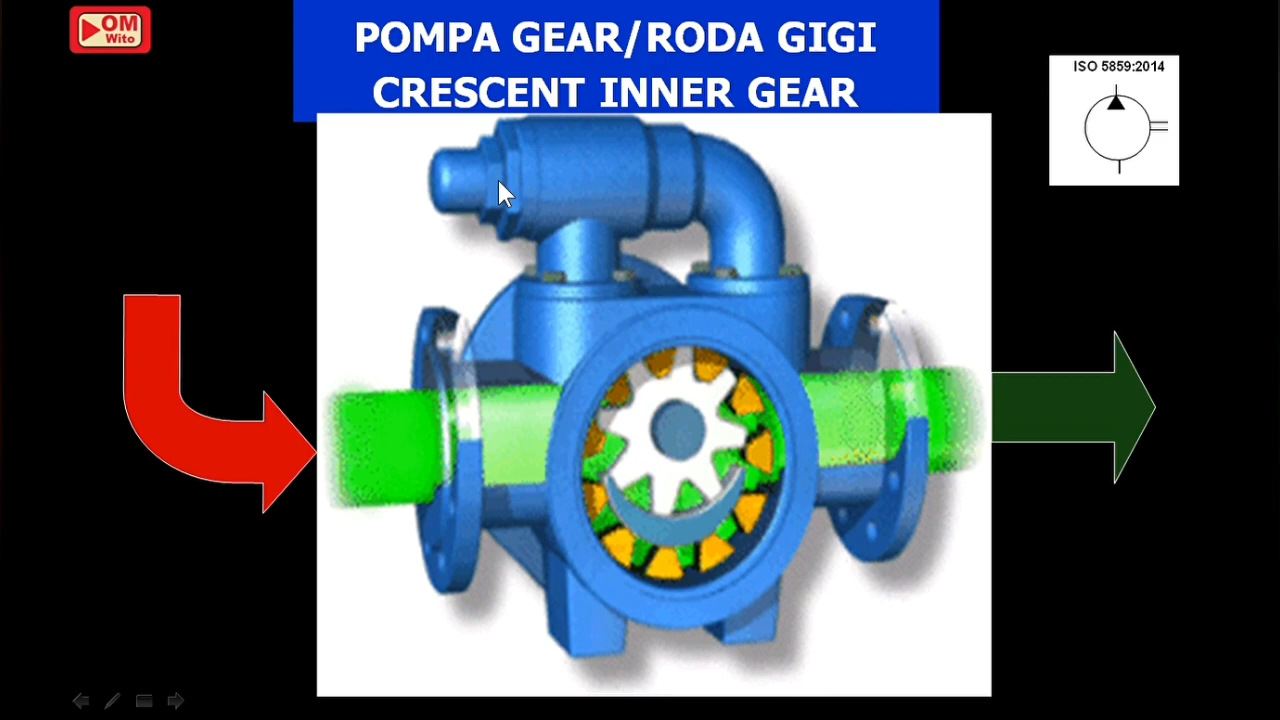 OM
Wito
POMPA GEAR/RODA GIGI
CRESCENT INNER GEAR
ISO 5859:2014